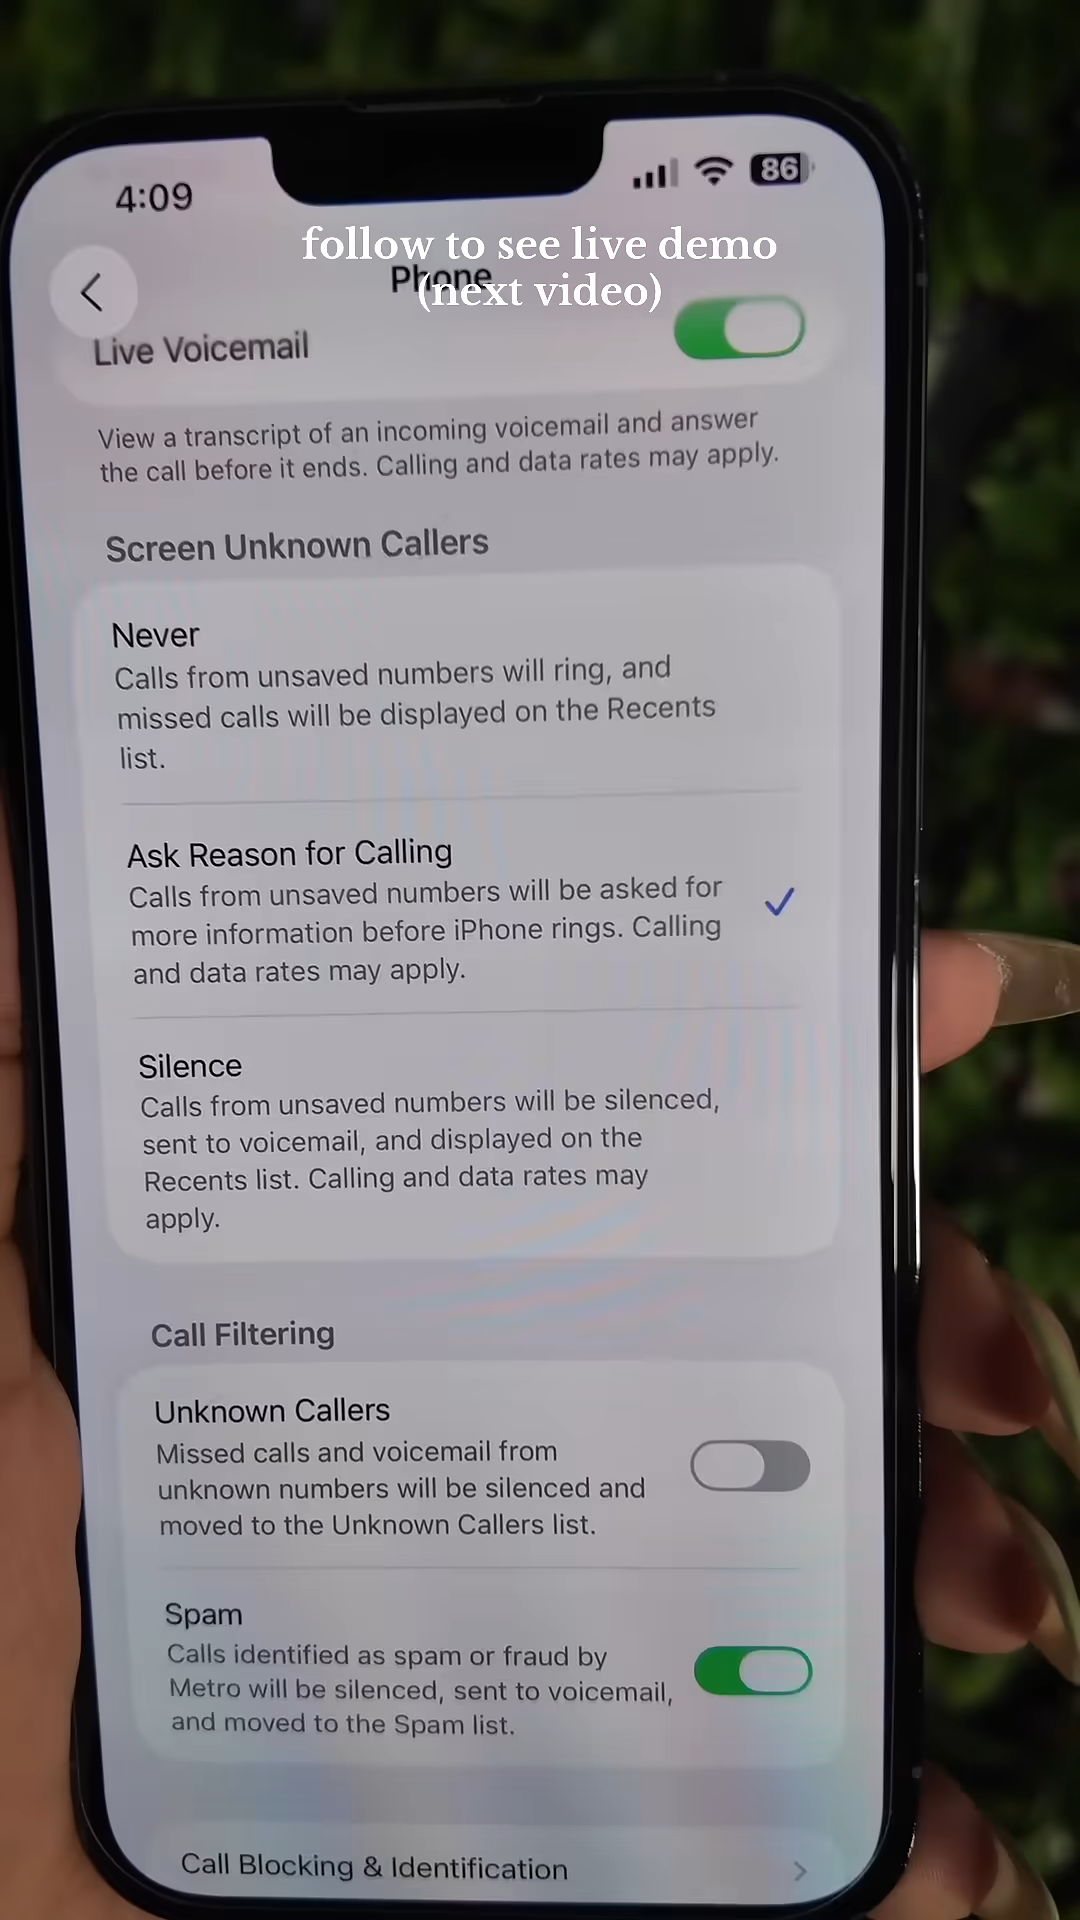 4:09
86
follow to see live demo
Phone
(next video)
Live Voicemail
View a transcript of an incoming voicemail and answer
the call before it ends. Calling and data rates may apply.
Screen Unknown Callers
Never
Calls from unsaved numbers will ring, and
missed calls will be displayed on the Recents
list.
Ask Reason for Calling
Calls from unsaved numbers will be asked for
more information before iPhone rings. Calling
and data rates may apply.
Silence
Calls from unsaved numbers will be silenced,
sent to voicemail, and displayed on the
Recents list. Calling and data rates may
apply.
Call Filtering
Unknown Callers
Missed calls and voicemail from
unknown numbers will be silenced and
moved to the Unknown Callers list.
Spam
Calls identified as spam or fraud by
Metro will be silenced, sent to voicemail,
and moved to the Spam list.
Call Blocking & Identification